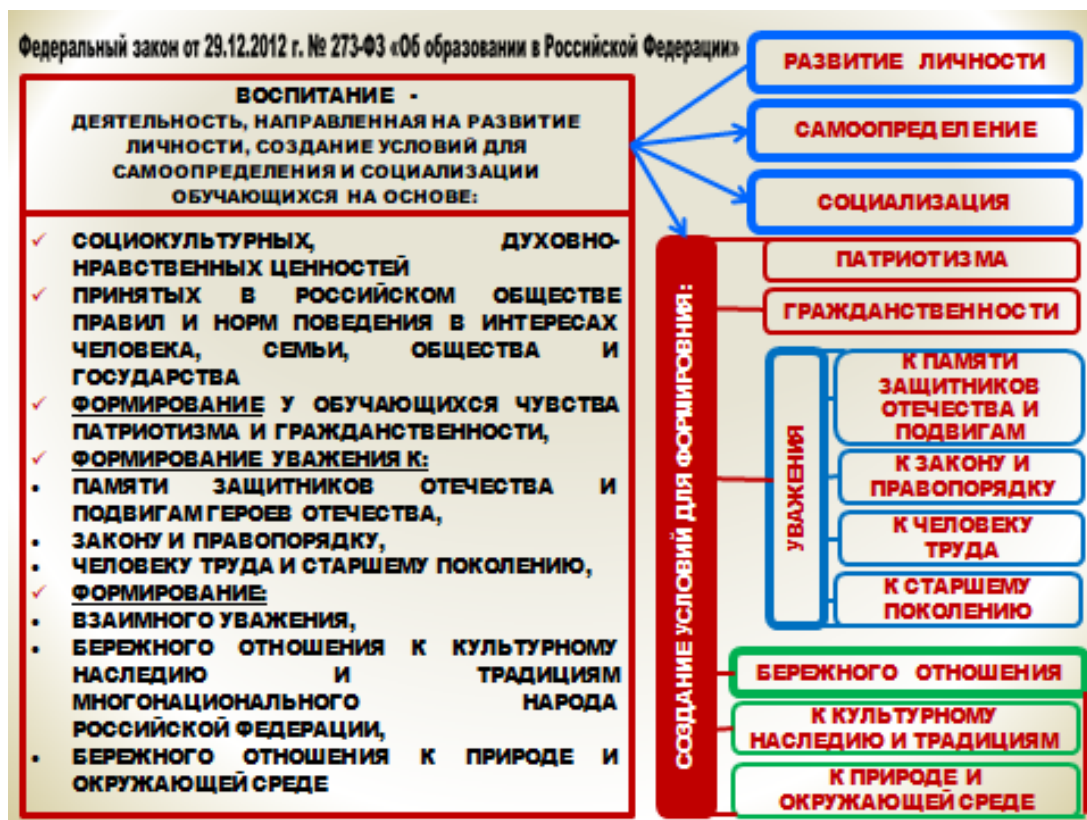 Федеральный закон от 29.12.2012 г. № 273-ФЗ «Об образовании в Российской Федерации»
ВОСПИТАНИЕ -
ДЕЯТЕЛЬНОСТЬ, НАПРАВЛЕННАЯ НА РАЗВИТИЕ
ЛИЧНОСТИ, СОЗДАНИЕ УСЛОВИЙ ДЛЯ
САМООПРЕДЕЛЕНИЯ И СОЦИАЛИЗАЦИИ
ОБУЧАЮЩИХСЯ НА ОСНОВЕ:
✓ СОЦИОКУЛЬТУРНЫХ, ДУХОВНО-
НРАВСТВЕННЫХ ЦЕННОСТЕЙ
✓ ПРИНЯТЫХ В РОССИЙСКОМ ОБЩЕСТВЕ
ПРАВИЛ И НОРМ ПОВЕДЕНИЯ В ИНТЕРЕСАХ
ЧЕЛОВЕКА, СЕМЬИ, ОБЩЕСТВА И
ГОСУДАРСТВА
✓ ФОРМИРОВАНИЕ У ОБУЧАЮЩИХСЯ ЧУВСТВА
ПАТРИОТИЗМА И ГРАЖДАНСТВЕННОСТИ,
✓ ФОРМИРОВАНИЕ УВАЖЕНИЯ К:
• ПАМЯТИ ЗАЩИТНИКОВ ОТЕЧЕСТВА И
ПОДВИГАМ ГЕРОЕВ ОТЕЧЕСТВА,
• ЗАКОНУ И ПРАВОПОРЯДКУ,
• ЧЕЛОВЕКУ ТРУДА И СТАРШЕМУ ПОКОЛЕНИЮ,
✓ ФОРМИРОВАНИЕ:
• ВЗАИМНОГО УВАЖЕНИЯ,
• БЕРЕЖНОГО ОТНОШЕНИЯ К КУЛЬТУРНОМУ
НАСЛЕДИЮ И ТРАДИЦИЯМ
МНОГОНАЦИОНАЛЬНОГО НАРОДА
РОССИЙСКОЙ ФЕДЕРАЦИИ,
• БЕРЕЖНОГО ОТНОШЕНИЯ К ПРИРОДЕ И
ОКРУЖАЮЩЕЙ СРЕДЕ
РАЗВИТИЕ ЛИЧНОСТИ
САМООПРЕДЕЛЕНИЕ
СОЦИАЛИЗАЦИЯ
СОЗДАНИЕ УСЛОВИЙ ДЛЯ ФОРМИРОВНИЯ:
ПАТРИОТИЗМА
ГРАЖДАНСТВЕННОСТИ
УВАЖЕНИЯ
К ПАМЯТИ
ЗАЩИТНИКОВ
ОТЕЧЕСТВА И
ПОДВИГАМ
К ЗАКОНУ И
ПРАВОПОРЯДКУ
К ЧЕЛОВЕКУ
ТРУДА
К СТАРШЕМУ
ПОКОЛЕНИЮ
БЕРЕЖНОГО ОТНОШЕНИЯ
К КУЛЬТУРНОМУ
НАСЛЕДИЮ И ТРАДИЦИЯМ
К ПРИРОДЕ И
ОКРУЖАЮЩЕЙ СРЕДЕ